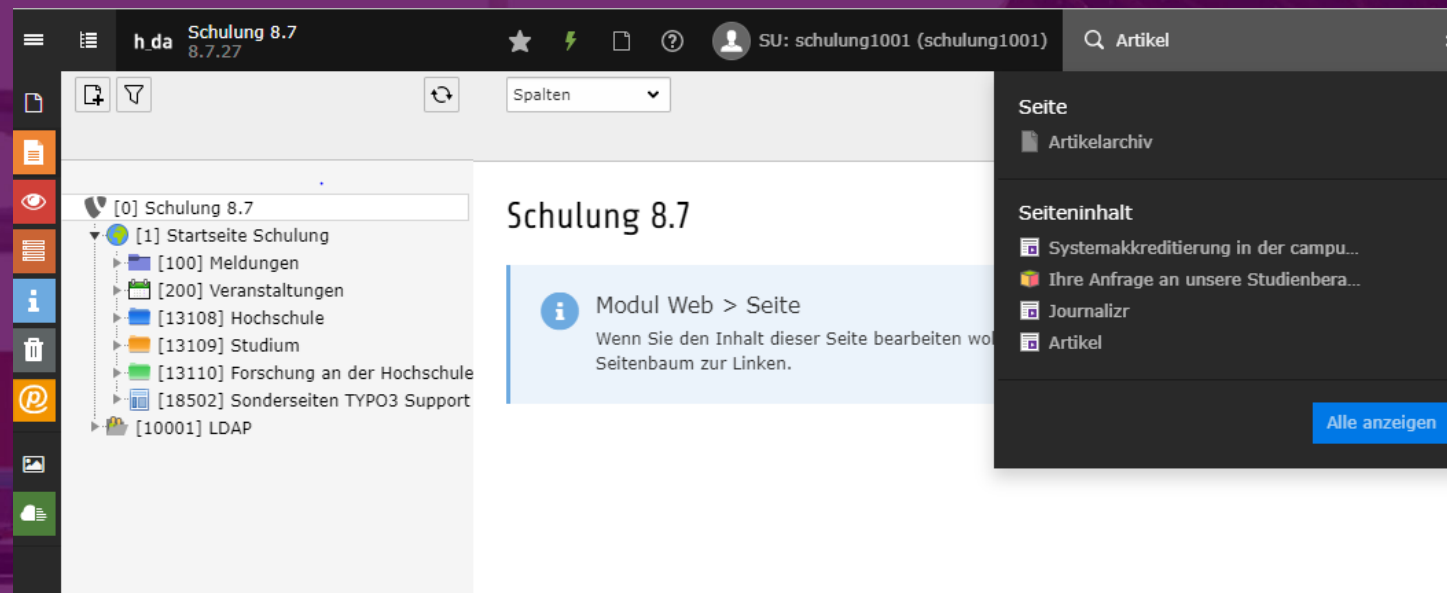 h_da
Schulung 8.7
8.7.27
SU: schulung1001 (schulung1001)
Artikel
Spalten
[0] Schulung 8.7
[1] Startseite Schulung
[100] Meldungen
[200] Veranstaltungen
[13108] Hochschule
[13109] Studium
[13110] Forschung an der Hochschule
[18502] Sonderseiten TYPO3 Support
[10001] LDAP
Schulung 8.7
Modul Web > Seite
Wenn Sie den Inhalt dieser Seite bearbeiten wol
Seitenbaum zur Linken.
Seite
Artikelarchiv
Seiteninhalt
Systemakkreditierung in der campu...
Ihre Anfrage an unsere Studienbera...
Journalizr
Artikel
Alle anzeigen